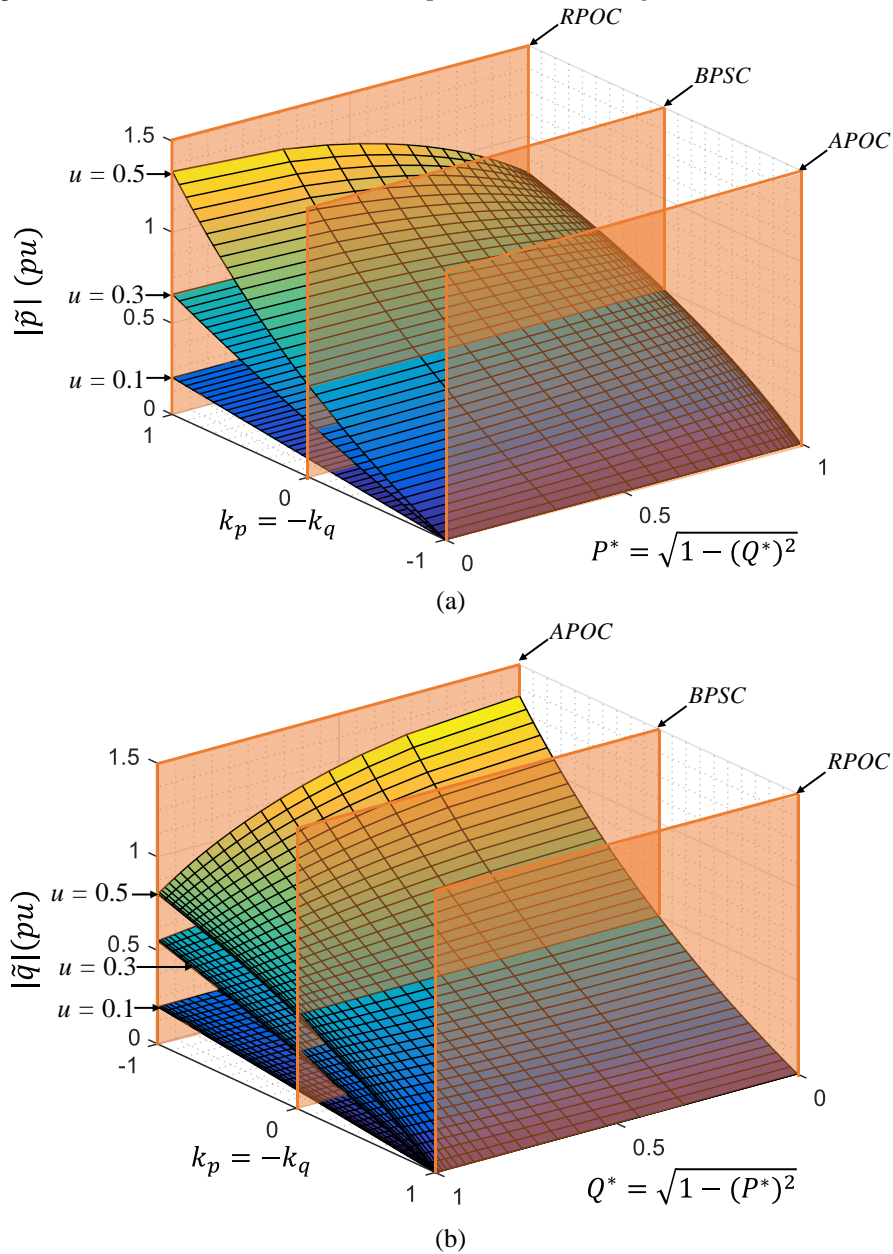 RPOC
BPSC
APOC
1.5
u = 0.5
1
|p̃| (pu)
u = 0.3
0.5
u = 0.1
0
1
0
k_p = −k_q
-1
0
0.5
1
P* = √1 − (Q*)²
(a)
APOC
BPSC
RPOC
1.5
1
u = 0.5
|q̃|(pu)
0.5
u = 0.3
u = 0.1
0
-1
0
k_p = −k_q
1
1
0.5
0
Q* = √1 − (P*)²
(b)